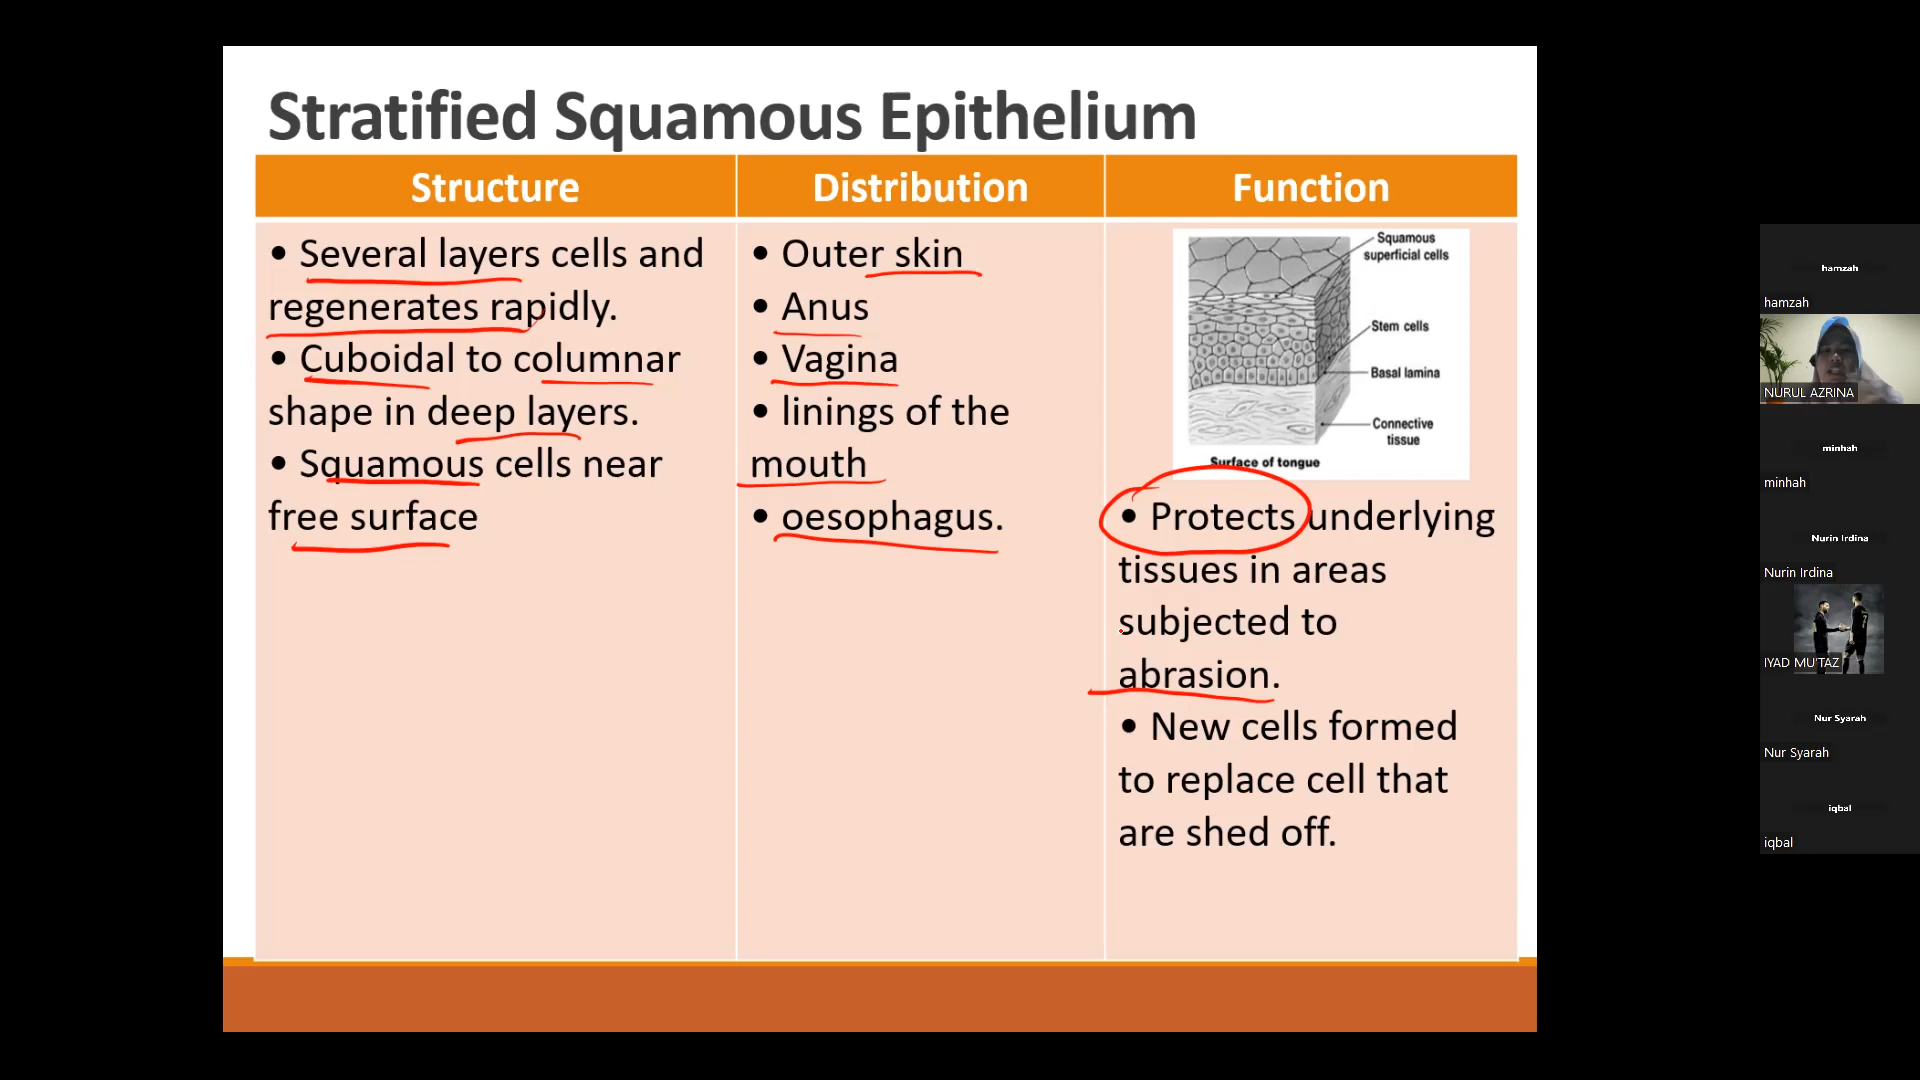 Stratified Squamous Epithelium
Structure
Distribution
Function
• Several layers cells and
regenerates rapidly.
• Cuboidal to columnar
shape in deep layers.
• Squamous cells near
free surface
• Outer skin
• Anus
• Vagina
• linings of the
mouth
• oesophagus.
Squamous
superficial cells
Stem cells
Basal lamina
Connective
tissue
Surface of tongue
• Protects underlying
tissues in areas
subjected to
abrasion.
• New cells formed
to replace cell that
are shed off.
hamzah
hamzah
NURUL AZRINA
minhah
minhah
Nurin Irdina
Nurin Irdina
7
IYAD MU'TAZ
Nur Syarah
Nur Syarah
iqbal
iqbal